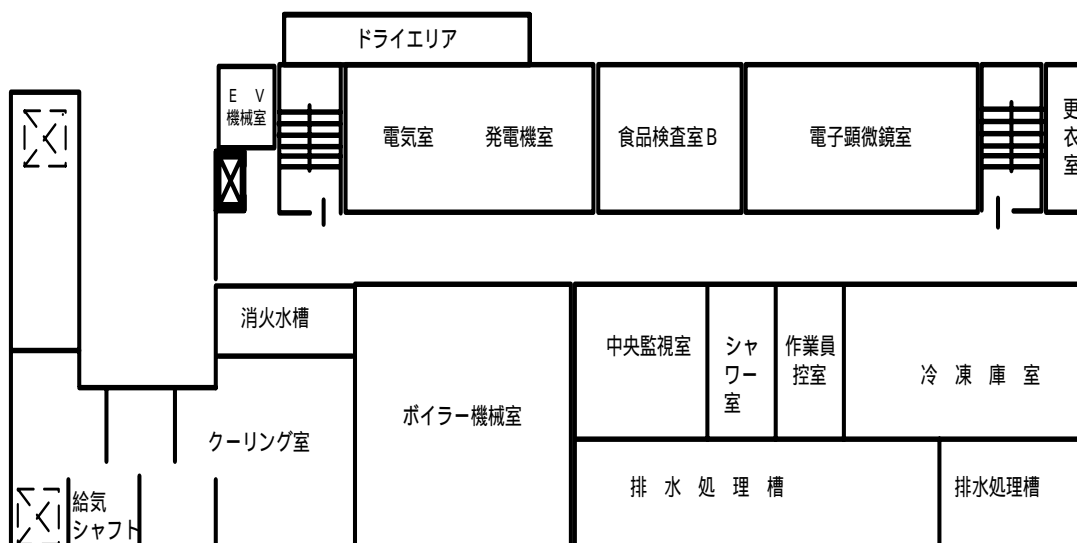 ドライエリア
Ｅ　Ｖ
機械室
電気室　　発電機室
食品検査室Ｂ
電子顕微鏡室
更
衣
室
消火水槽
中央監視室
シャ
ワー
室
作業員
控室
冷　凍　庫　室
ボイラー機械室
クーリング室
給気
シャフト
排　水　処　理　槽
排水処理槽